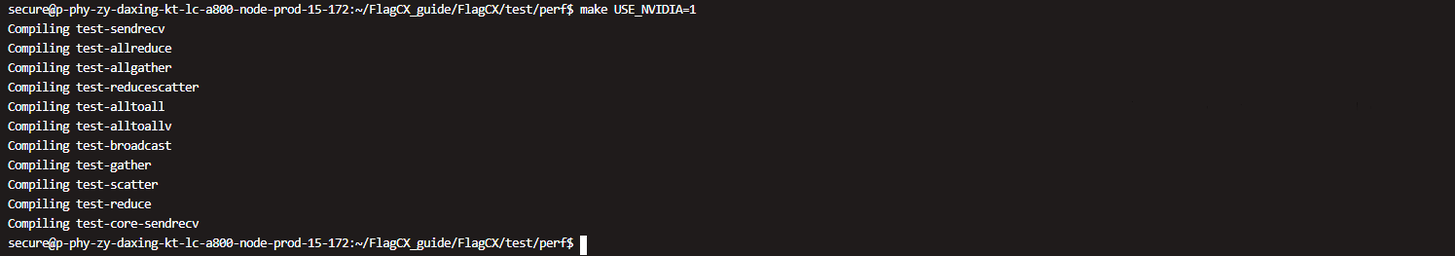 secure@p-phy-zy-daxing-kt-lc-a800-node-prod-15-172:~/FlagCX_guide/FlagCX/test/perf$ make USE_NVIDIA=1
Compiling test-sendrecv
Compiling test-allreduce
Compiling test-allgather
Compiling test-reducescatter
Compiling test-alltoall
Compiling test-alltoallv
Compiling test-broadcast
Compiling test-gather
Compiling test-scatter
Compiling test-reduce
Compiling test-core-sendrecv
secure@p-phy-zy-daxing-kt-lc-a800-node-prod-15-172:~/FlagCX_guide/FlagCX/test/perf$